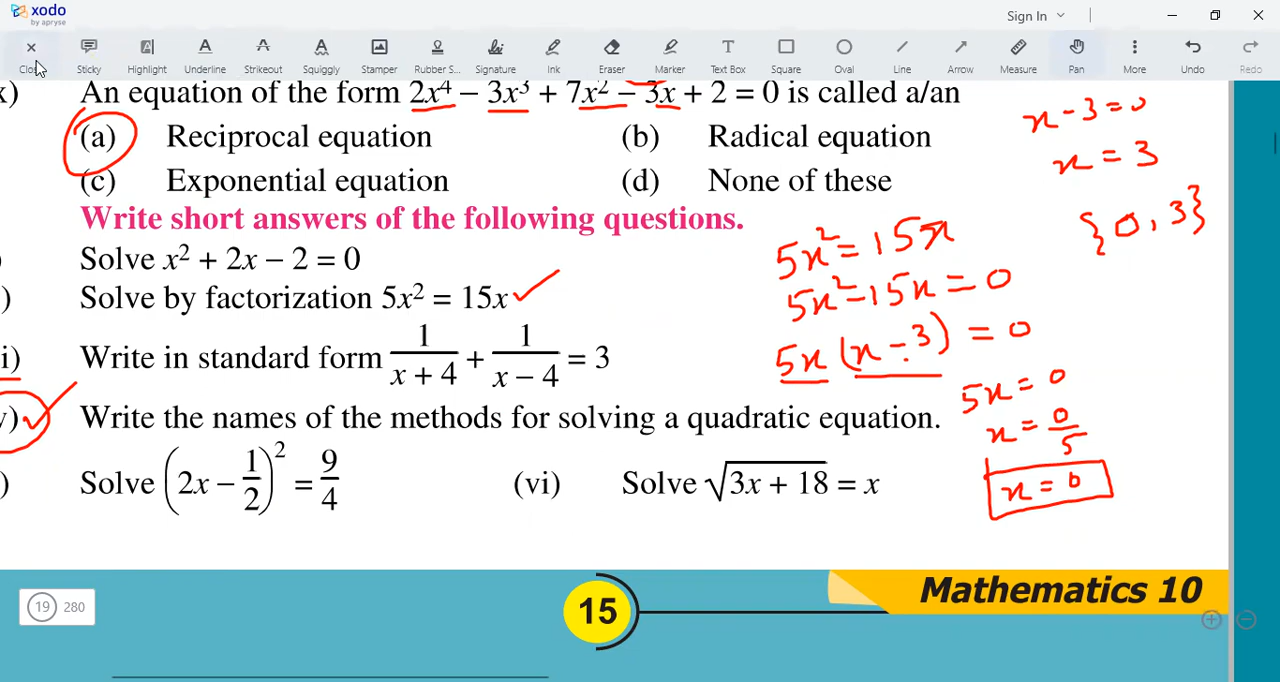 xodo
by apryse
Sign In
Close Sticky Highlight Underline Strikeout Squiggly Stamper Rubber S... Signature Ink Eraser Marker Text Box Square Oval Line Arrow Measure Pan More Undo Redo
x) An equation of the form 2x⁴ − 3x³ + 7x² − 3x + 2 = 0 is called a/an
(a) Reciprocal equation (b) Radical equation
(c) Exponential equation (d) None of these
Write short answers of the following questions.
Solve x² + 2x − 2 = 0
) Solve by factorization 5x² = 15x
i) Write in standard form 1/(x + 4) + 1/(x − 4) = 3
v) Write the names of the methods for solving a quadratic equation.
) Solve (2x − 1/2)² = 9/4 (vi) Solve √(3x + 18) = x
x − 3 = 0
x = 3
{0, 3}
5x² = 15x
5x² − 15x = 0
5x (x − 3) = 0
5x = 0
x = 0/5
x = 0
19 280
15
Mathematics 10